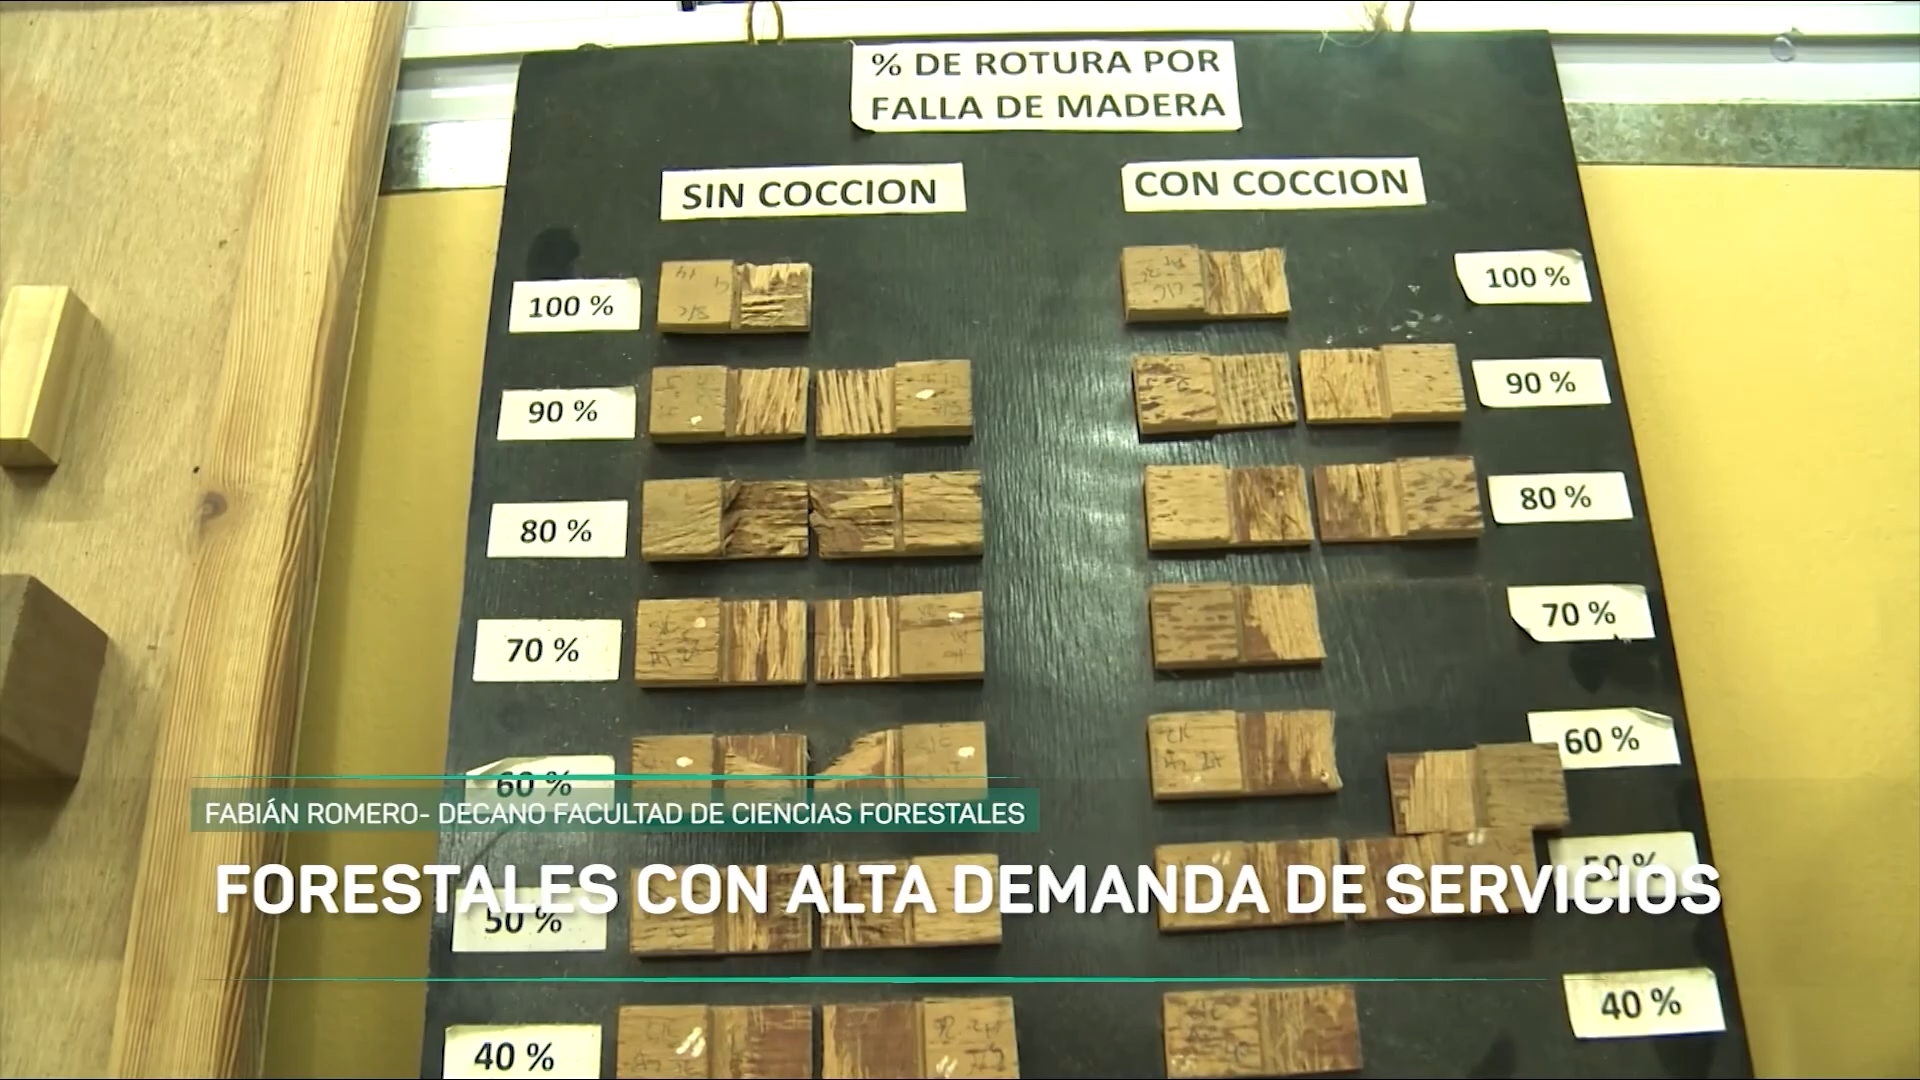 % DE ROTURA POR
FALLA DE MADERA
SIN COCCION
CON COCCION
100 %
100 %
90 %
90 %
80 %
80 %
70 %
70 %
60 %
60 %
FABIÁN ROMERO- DECANO FACULTAD DE CIENCIAS FORESTALES
FORESTALES CON ALTA DEMANDA DE SERVICIOS
50 %
50 %
40 %
40 %